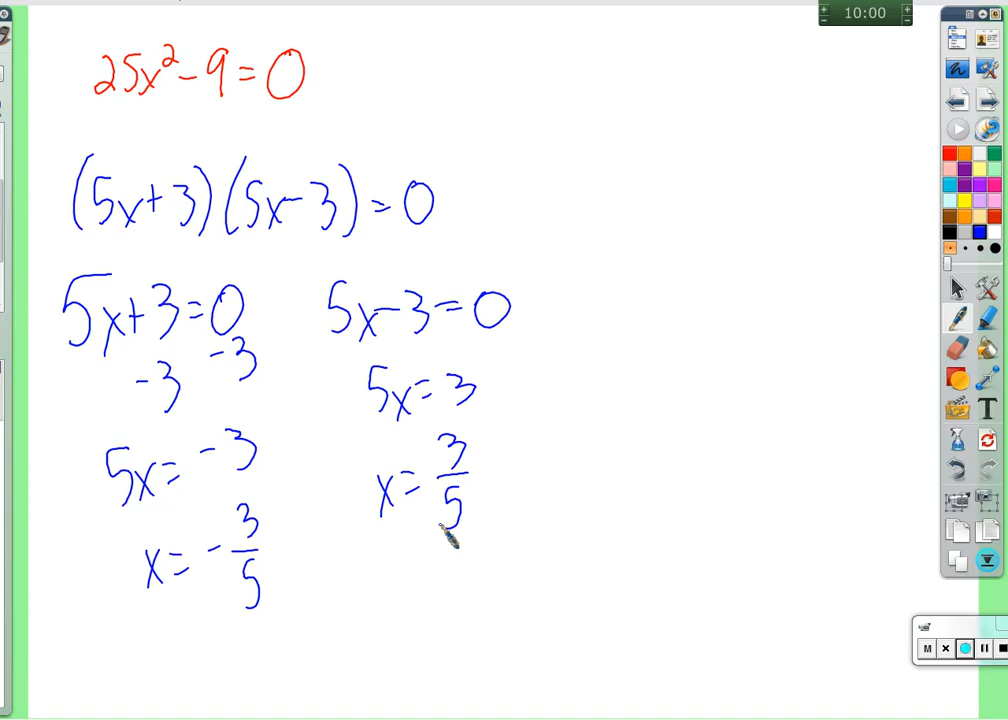 10:00
25x² - 9 = 0
(5x + 3)(5x - 3) = 0
5x + 3 = 0
-3 -3
5x = -3
x = -3/5
5x - 3 = 0
5x = 3
x = 3/5
T
M